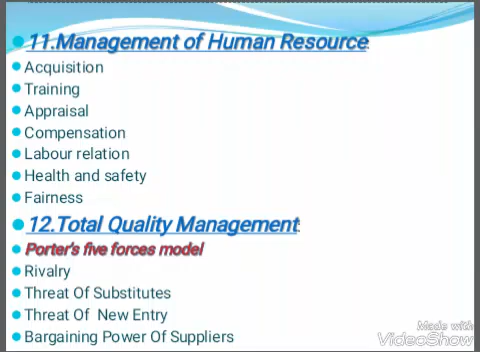 11.Management of Human Resource
Acquisition
Training
Appraisal
Compensation
Labour relation
Health and safety
Fairness
12.Total Quality Management:
Porter's five forces model
Rivalry
Threat Of Substitutes
Threat Of New Entry
Bargaining Power Of Suppliers
Made with
VideoShow